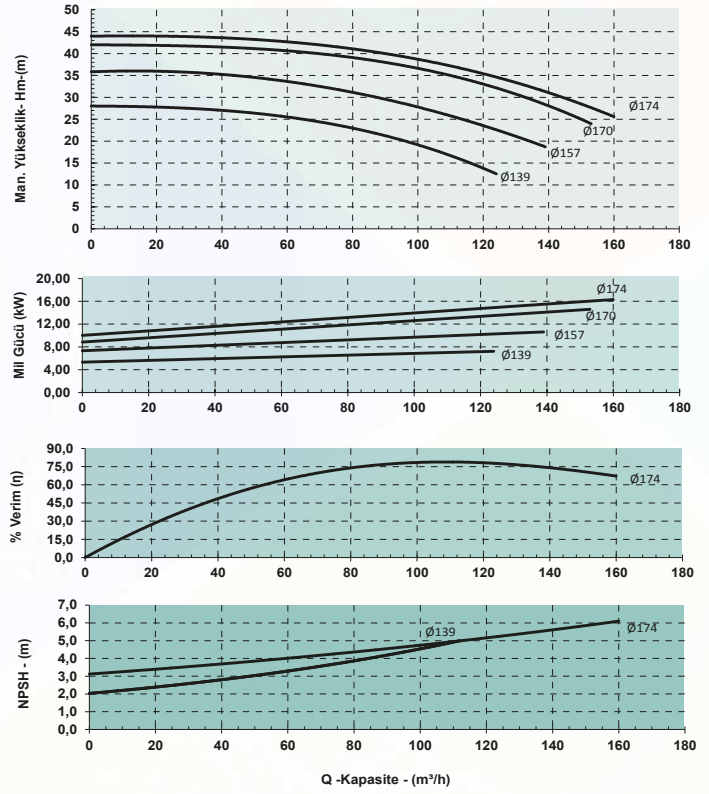 Man. Yükseklik- Hm-(m)
50
45
40
35
30
25
20
15
10
5
0
0 20 40 60 80 100 120 140 160 180
Ø174
Ø170
Ø157
Ø139
Mil Gücü (kW)
20,00
16,00
12,00
8,00
4,00
0,00
0 20 40 60 80 100 120 140 160 180
Ø174
Ø170
Ø157
Ø139
% Verim (η)
90,0
75,0
60,0
45,0
30,0
15,0
0,0
0 20 40 60 80 100 120 140 160 180
Ø174
NPSH - (m)
7,0
6,0
5,0
4,0
3,0
2,0
1,0
0,0
0 20 40 60 80 100 120 140 160 180
Ø139
Ø174
Q -Kapasite - (m³/h)